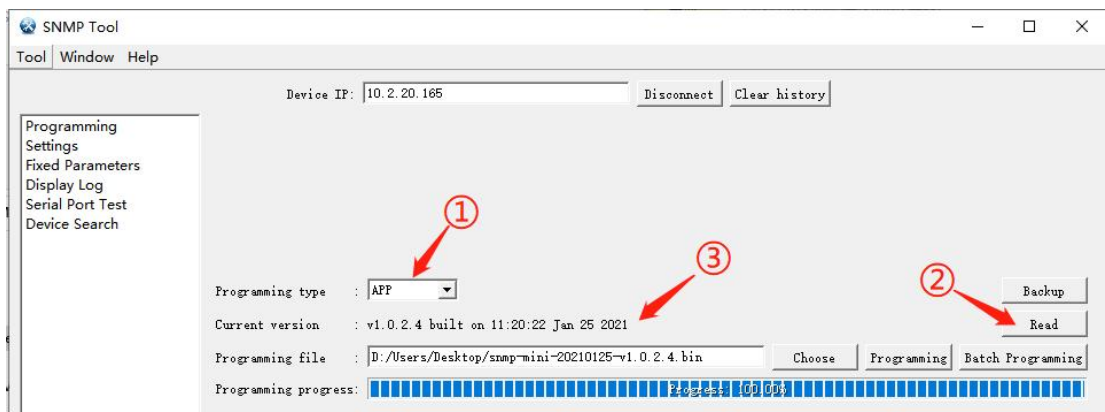 SNMP Tool
Tool Window Help
Device IP: 10.2.20.165 Disconnect Clear history
Programming
Settings
Fixed Parameters
Display Log
Serial Port Test
Device Search
①
③
②
Programming type : APP Backup
Current version : v1.0.2.4 built on 11:20:22 Jan 25 2021 Read
Programming file : D:/Users/Desktop/snmp-mini-20210125-v1.0.2.4.bin Choose Programming Batch Programming
Programming progress: Progress: 100.00%